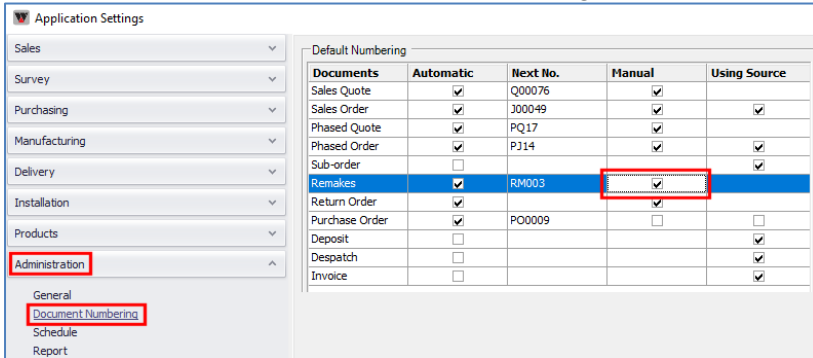 Application Settings
Sales
Survey
Purchasing
Manufacturing
Delivery
Installation
Products
Administration
General
Document Numbering
Schedule
Report
Default Numbering
Documents Automatic Next No. Manual Using Source
Sales Quote Q00076
Sales Order J00049
Phased Quote PQ17
Phased Order PJ14
Sub-order
Remakes RM003
Return Order
Purchase Order PO0009
Deposit
Despatch
Invoice